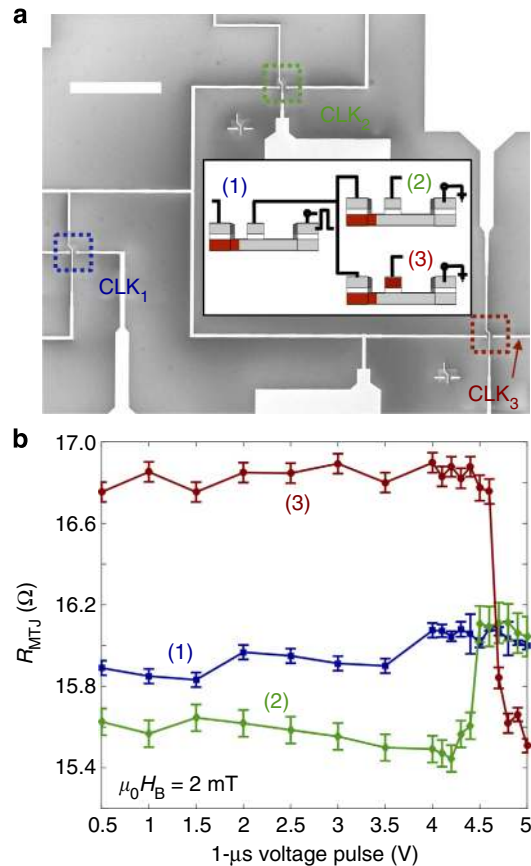 a
CLK2
(1)
(2)
(3)
CLK1
CLK3
b
17.0
16.6
16.2
15.8
15.4
RMTJ (Ω)
(3)
(1)
(2)
μ0HB = 2 mT
0.5 1 1.5 2 2.5 3 3.5 4 4.5 5
1-μs voltage pulse (V)